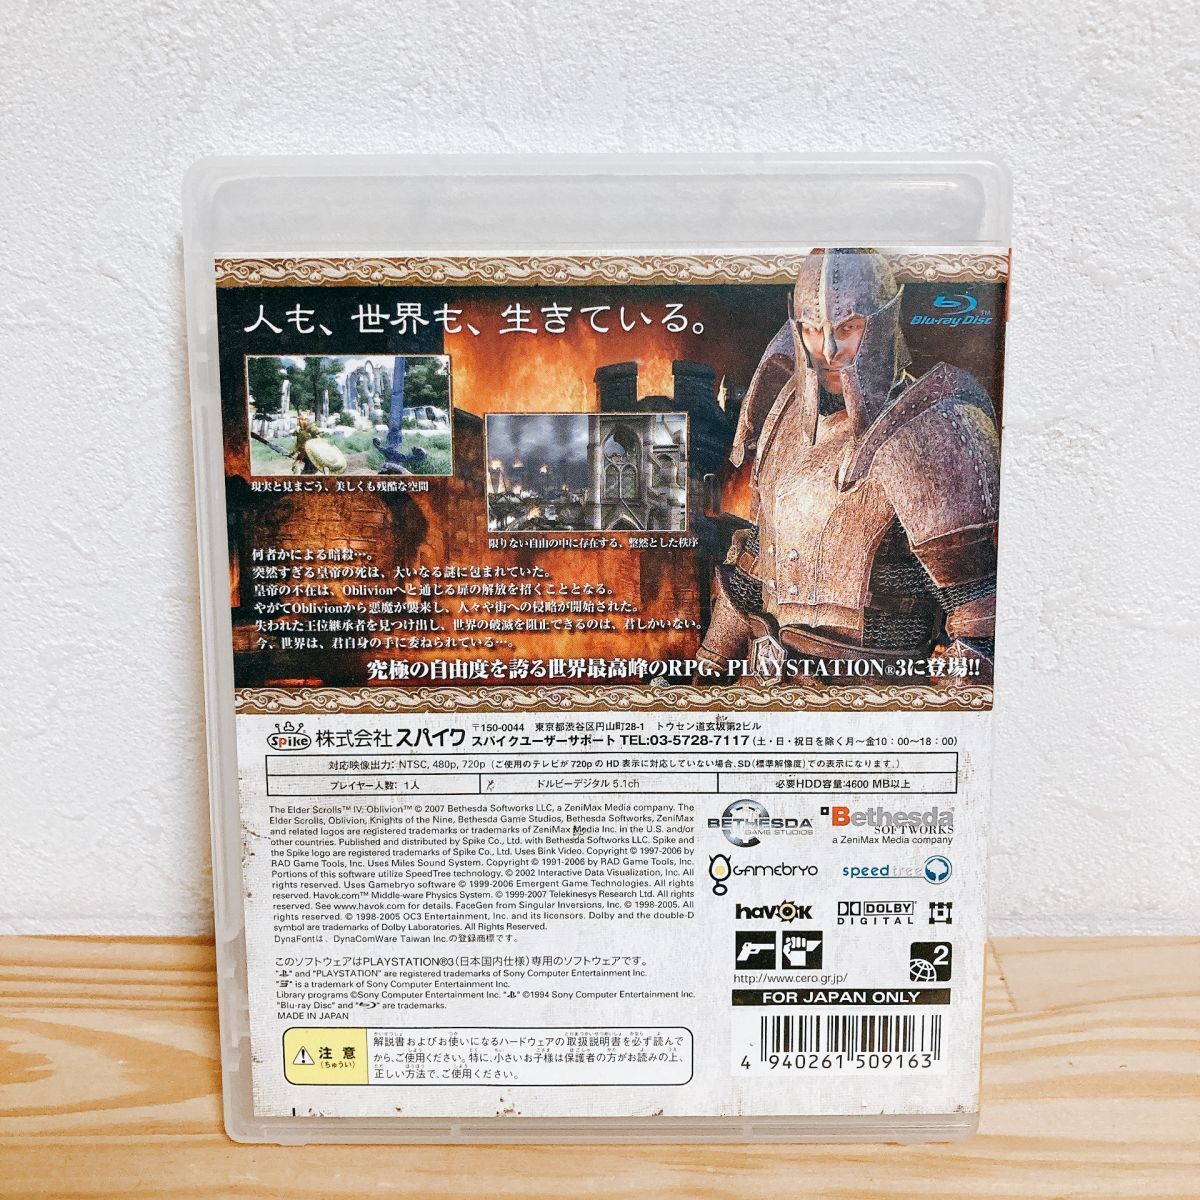 人も、世界も、生きている。
Blu-ray Disc™
現実と見まごう、美しくも残酷な空間
限りない自由の中に存在する、整然とした秩序
何者かによる暗殺…。
突然すぎる皇帝の死は、大いなる謎に包まれていた。
皇帝の不在は、Oblivionへと通じる扉の解放を招くこととなる。
やがてOblivionから悪魔が襲来し、人々や街への侵略が開始された。
失われた王位継承者を見つけ出し、世界の破滅を阻止できるのは、君しかいない。
今、世界は、君自身の手に委ねられている…。
究極の自由度を誇る世界最高峰のRPG、PLAYSTATION®3に登場!!
Spike 株式会社スパイク
〒150-0044 東京都渋谷区円山町28-1 トウセン道玄坂第2ビル
スパイクユーザーサポート TEL:03-5728-7117 (土・日・祝日を除く月〜金10:00〜18:00)
対応映像出力: NTSC, 480p, 720p (ご使用のテレビが720pのHD表示に対応していない場合、SD(標準解像度)での表示になります。)
プレイヤー人数: 1人
ドルビーデジタル 5.1ch
必要HDD容量:4600 MB以上
The Elder Scrolls™ IV: Oblivion™ © 2007 Bethesda Softworks LLC, a ZeniMax Media company. The
Elder Scrolls, Oblivion, Knights of the Nine, Bethesda Game Studios, Bethesda Softworks, ZeniMax
and related logos are registered trademarks or trademarks of ZeniMax Media Inc. in the U.S. and/or
other countries. Published and distributed by Spike Co., Ltd. with Bethesda Softworks LLC. Spike and
the Spike logo are registered trademarks of Spike Co., Ltd. Uses Bink Video. Copyright © 1997-2006 by
RAD Game Tools, Inc. Uses Miles Sound System. Copyright © 1991-2006 by RAD Game Tools, Inc.
Portions of this software utilize SpeedTree technology. © 2002 Interactive Data Visualization, Inc. All
rights reserved. Uses Gamebryo software © 1999-2006 Emergent Game Technologies. All rights
reserved. Havok.com™ Middle-ware Physics System. © 1999-2007 Telekinesys Research Ltd. All rights
reserved. See www.havok.com for details. FaceGen from Singular Inversions, Inc. © 1998-2005. All
rights reserved. © 1998-2005 OC3 Entertainment, Inc. and its licensors. Dolby and the double-D
symbol are trademarks of Dolby Laboratories. All Rights Reserved.
DynaFontは、DynaComWare Taiwan Inc.の登録商標です。
このソフトウェアはPLAYSTATION®3(日本国内仕様)専用のソフトウェアです。
" " and "PLAYSTATION" are registered trademarks of Sony Computer Entertainment Inc.
" " is a trademark of Sony Computer Entertainment Inc.
Library programs ©Sony Computer Entertainment Inc. " " ©1994 Sony Computer Entertainment Inc.
"Blu-ray Disc" and " " are trademarks.
MADE IN JAPAN
BETHESDA
GAME STUDIOS
Bethesda
SOFTWORKS
a ZeniMax Media company
GAMEBRYO
speedtree
havok
DOLBY
DIGITAL
2
http://www.cero.gr.jp/
FOR JAPAN ONLY
4 940261 509163
注意
(ちゅうい)
解説書およびお使いになるハードウェアの取扱説明書を必ず読んで
から、ご使用ください。特に、小さいお子様は保護者の方がお読みの上、
正しい方法で、ご使用ください。